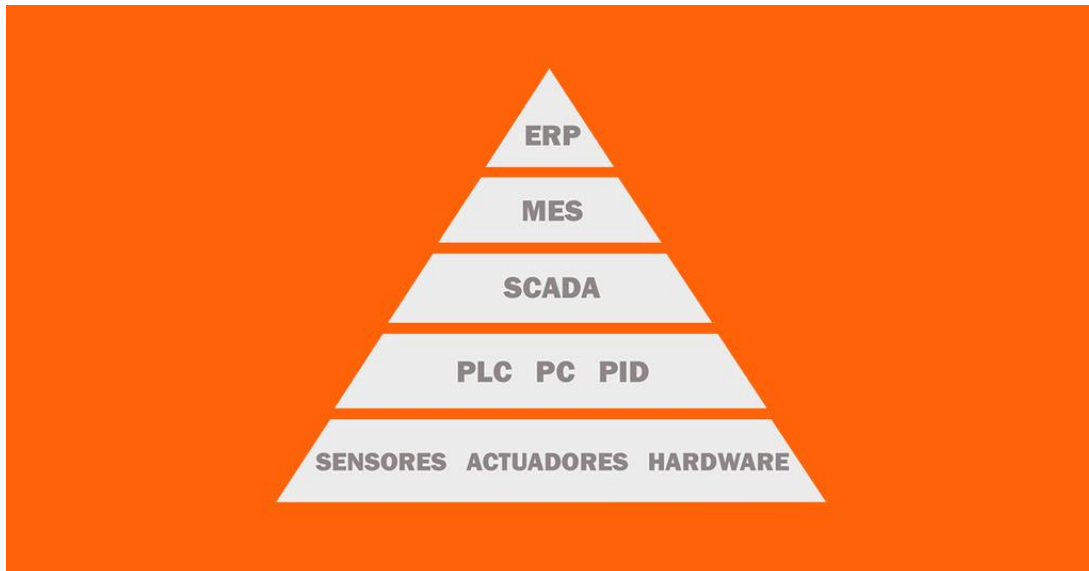 ERP
MES
SCADA
PLC PC PID
SENSORES ACTUADORES HARDWARE